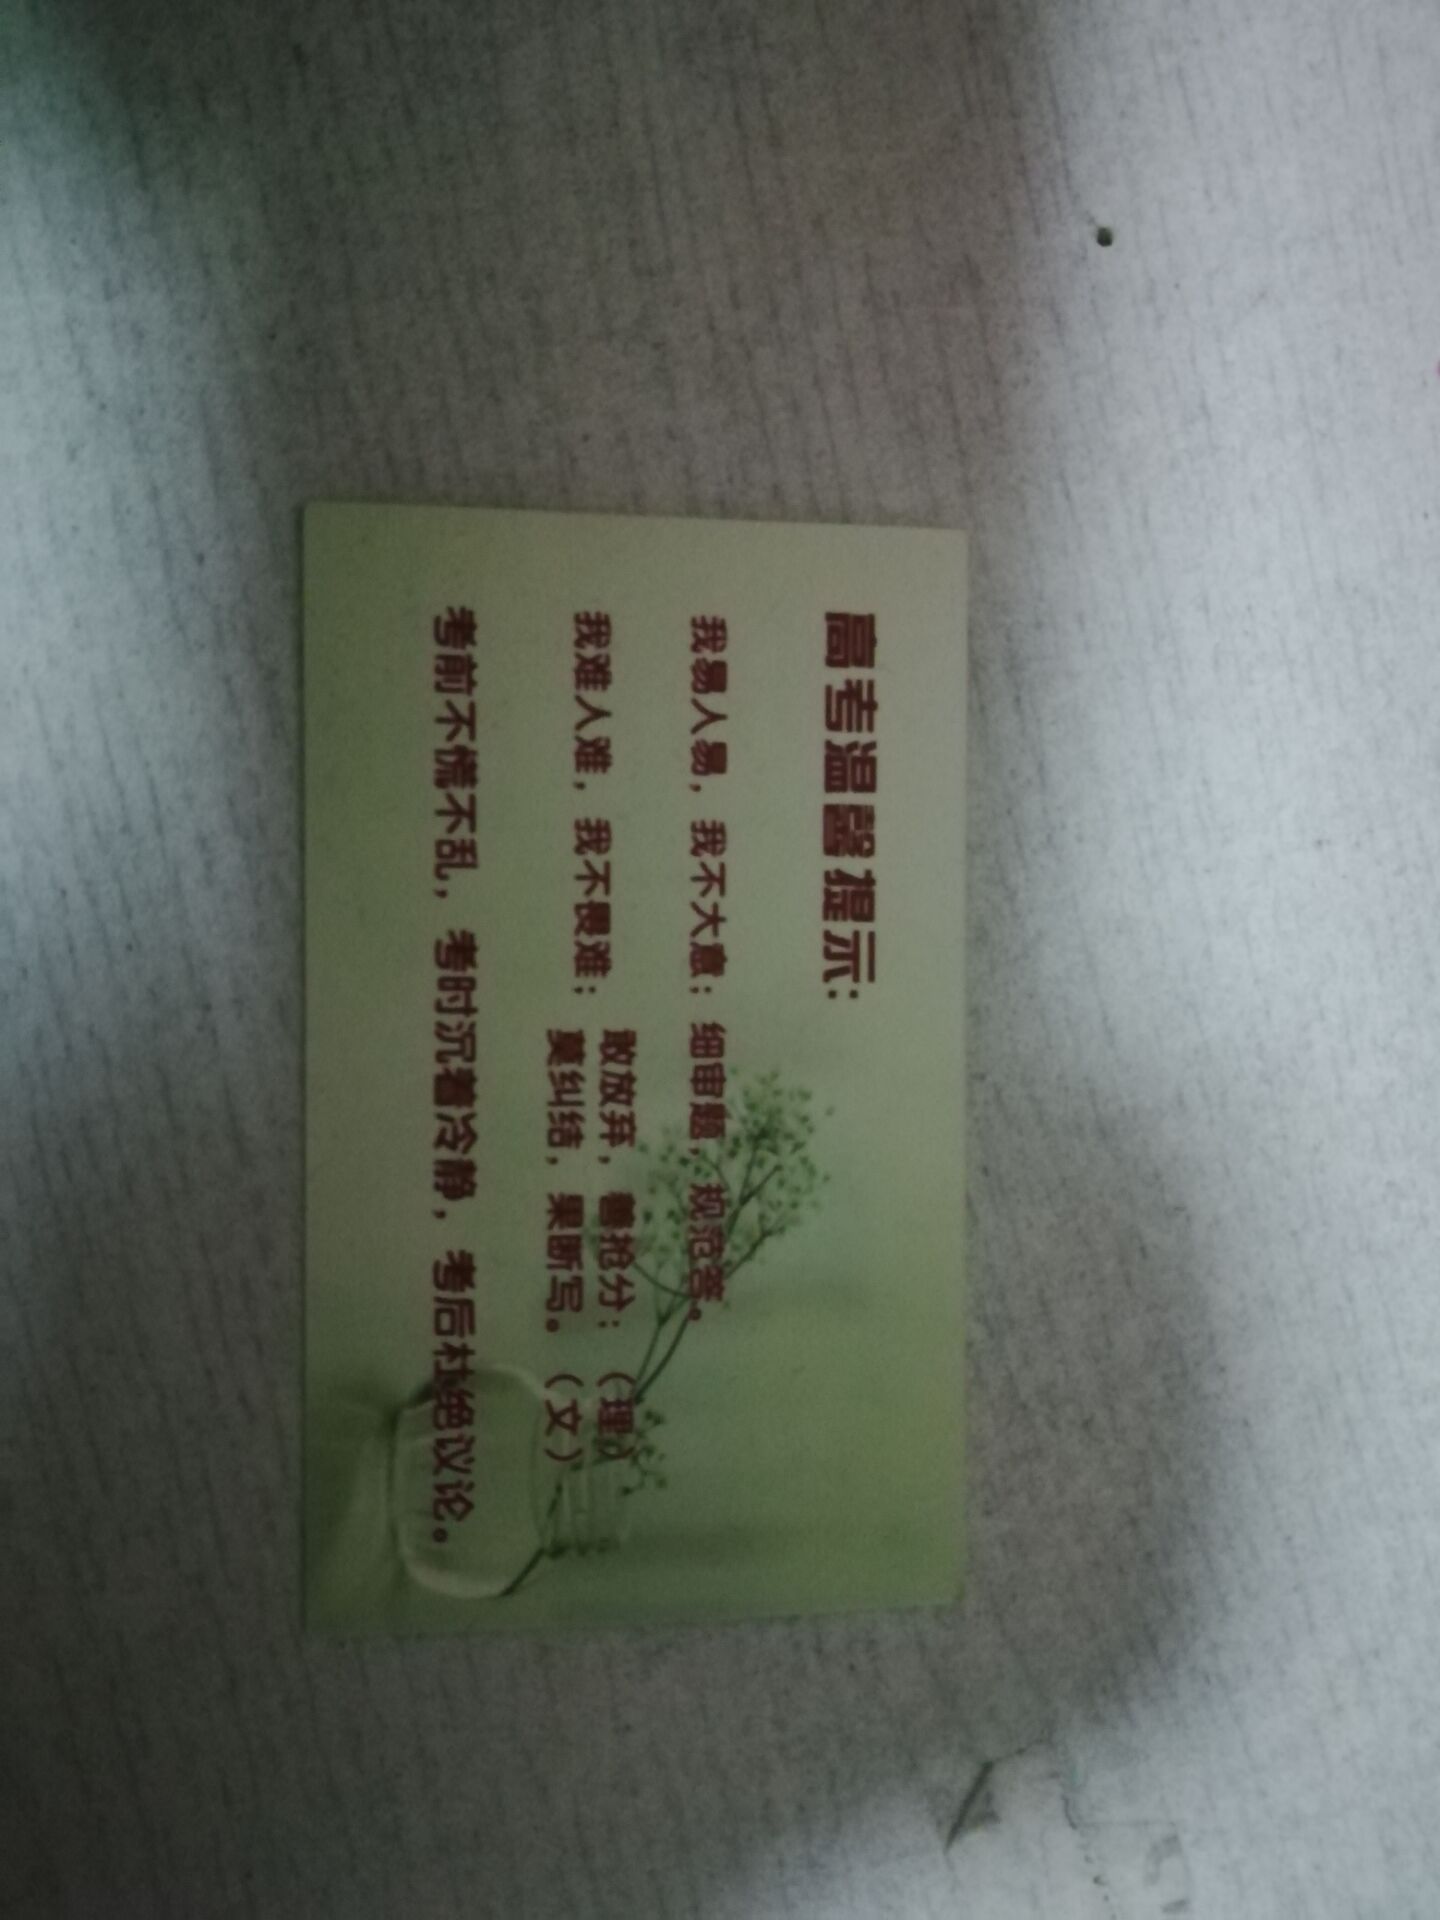 高考温馨提示:
我易人易，我不大意；细审题，规范答。
我难人难，我不畏难；
敢放弃，善抢分；（理）
莫纠结，果断写。（文）
考前不慌不乱，考时沉着冷静，考后杜绝议论。